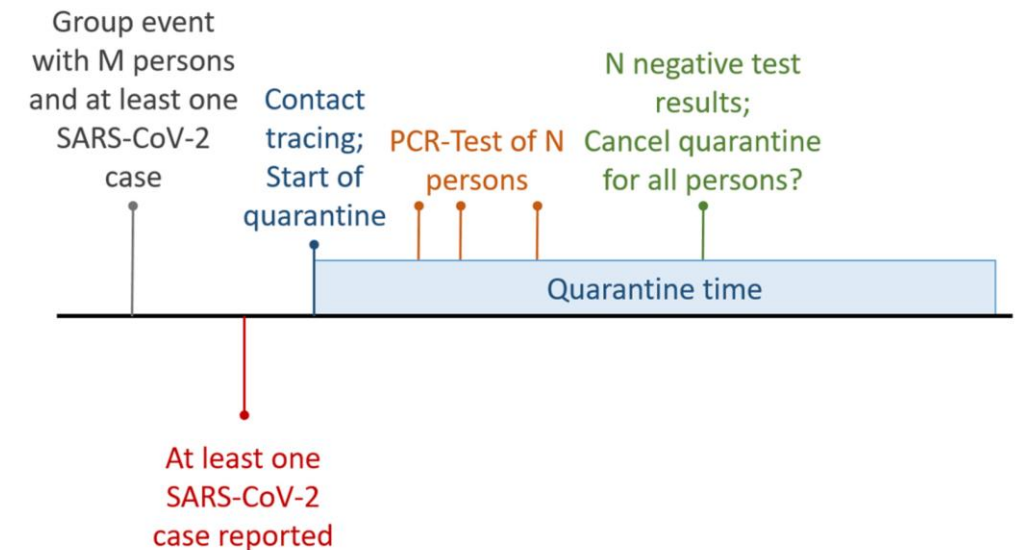 Group event
with M persons
and at least one
SARS-CoV-2
case
Contact
tracing;
Start of
quarantine
PCR-Test of N
persons
N negative test
results;
Cancel quarantine
for all persons?
Quarantine time
At least one
SARS-CoV-2
case reported